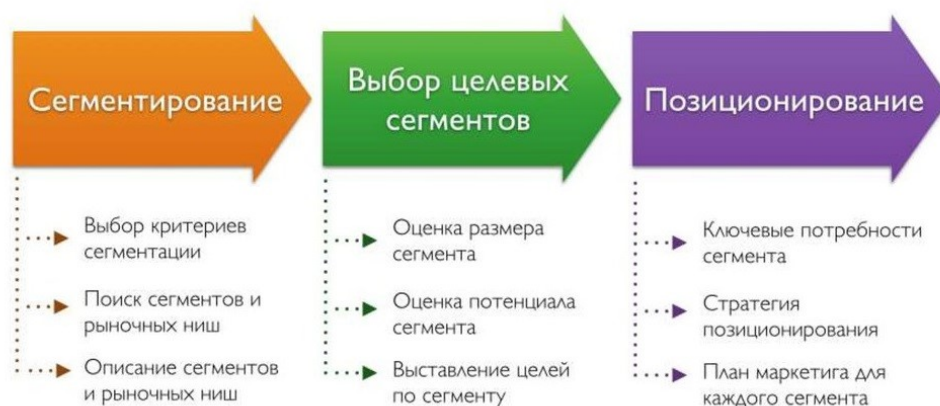 Сегментирование
Выбор целевых
сегментов
Позиционирование
Выбор критериев
сегментации
Поиск сегментов и
рыночных ниш
Описание сегментов
и рыночных ниш
Оценка размера
сегмента
Оценка потенциала
сегмента
Выставление целей
по сегменту
Ключевые потребности
сегмента
Стратегия
позиционирования
План маркетига для
каждого сегмента